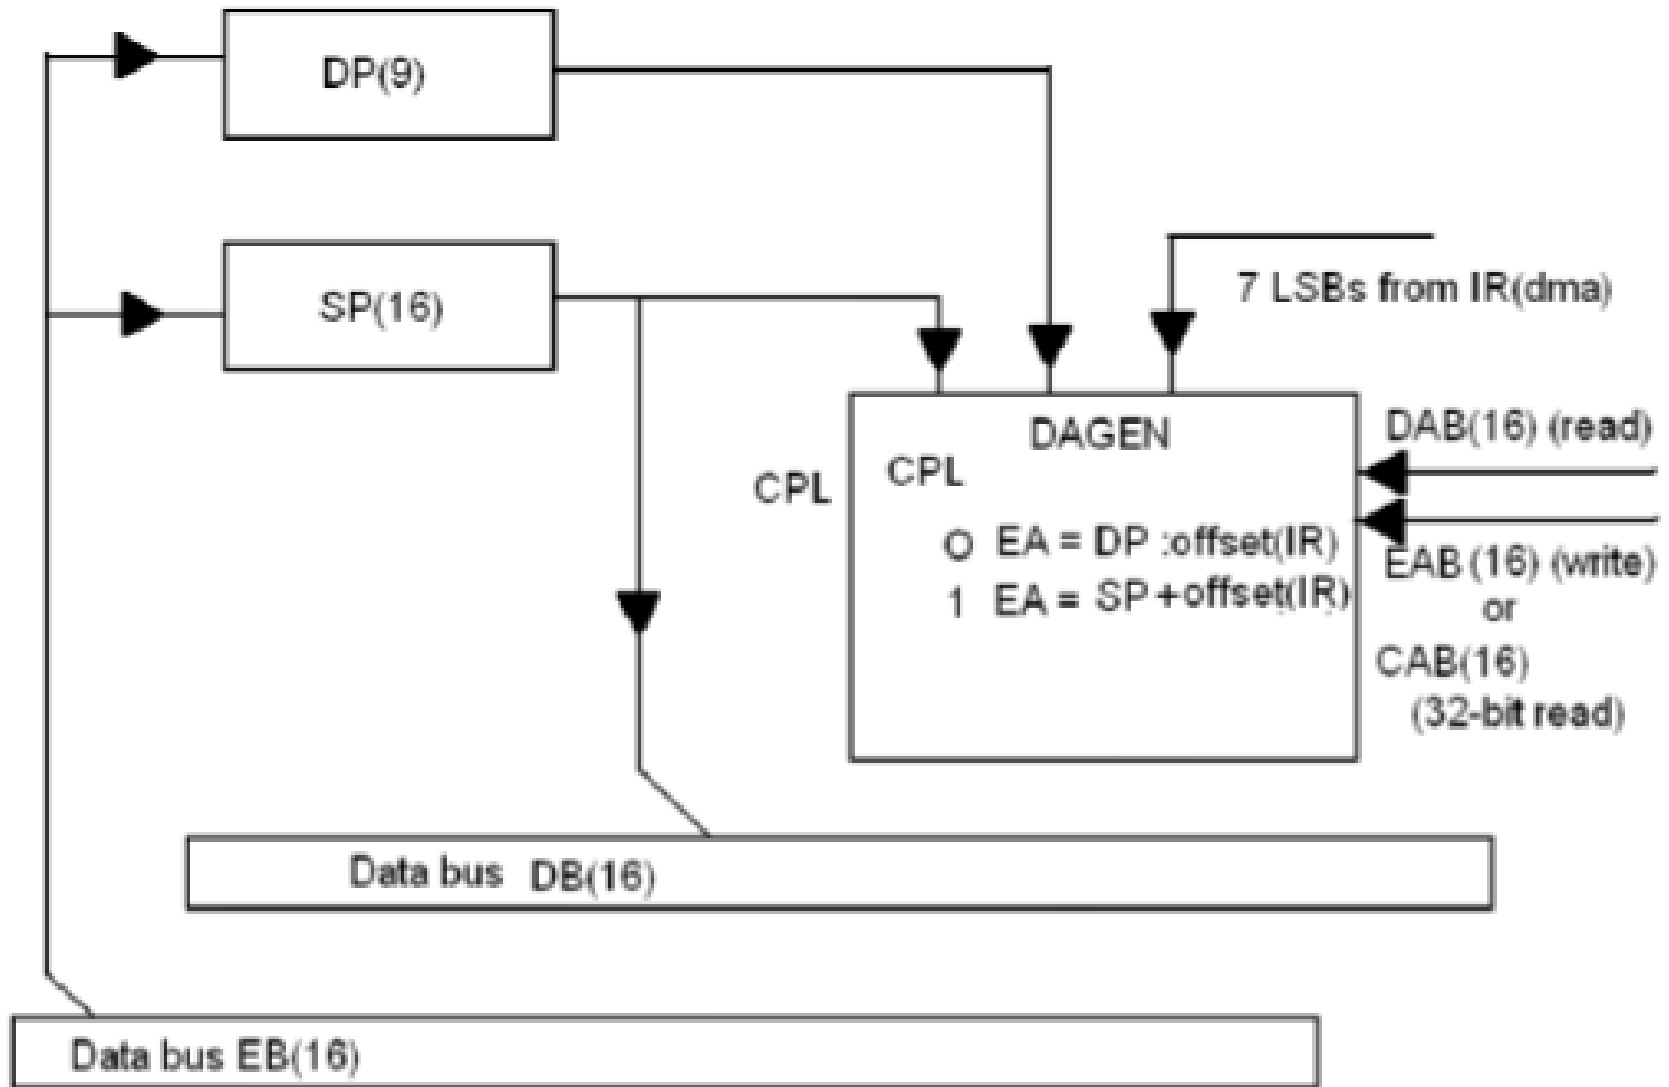 DP(9)
SP(16)
7 LSBs from IR(dma)
DAGEN
CPL
CPL
0 EA = DP :offset(IR)
1 EA = SP +offset(IR)
DAB(16) (read)
EAB (16) (write)
or
CAB(16)
(32-bit read)
Data bus DB(16)
Data bus EB(16)